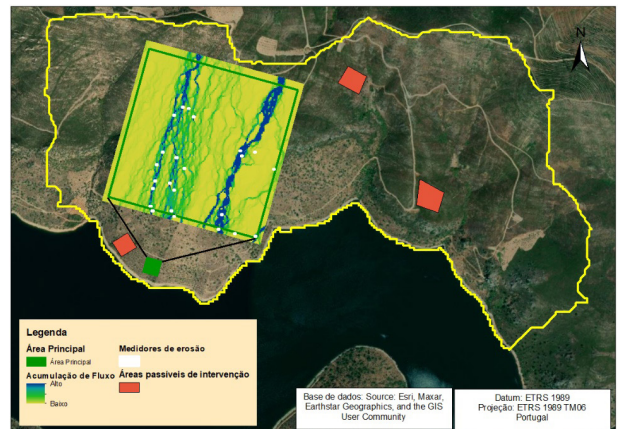 N
Legenda
Área Principal
Área Principal
Medidores de erosão
Acumulação de Fluxo
Alto
Baixo
Áreas passíveis de intervenção
Base de dados: Source: Esri, Maxar,
Earthstar Geographics, and the GIS
User Community
Datum: ETRS 1989
Projeção: ETRS 1989 TM06
Portugal